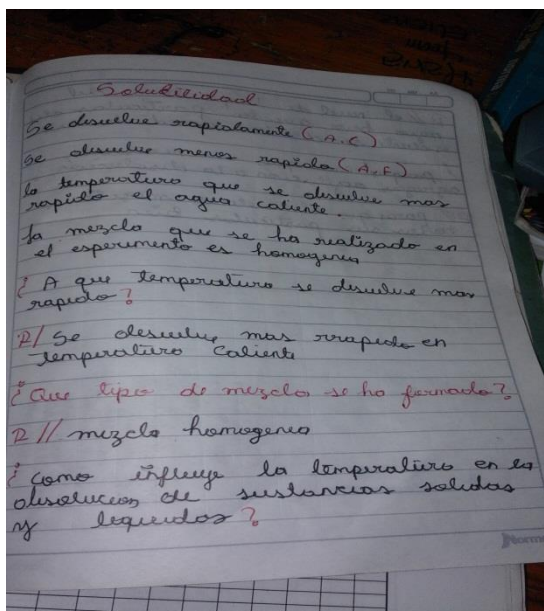 Solubilidad
Se disuelve rapidamente (A.C)
Se disuelve menos rapido (A.F)
la temperatura que se disuelve mas
rapido el agua caliente.
la mezcla que se ha realizado en
el esperimento es homogenea
¿A que temperatura se disuelve mas
rapido?
R/ Se desuelve mas rrapido en
temperatura caliente
¿Que tipo de mezcla se ha formado?
R// mezcla homogenea
¿como influye la temperatura en la
disolucion de sustancias solidas
y liquidos?
Norma